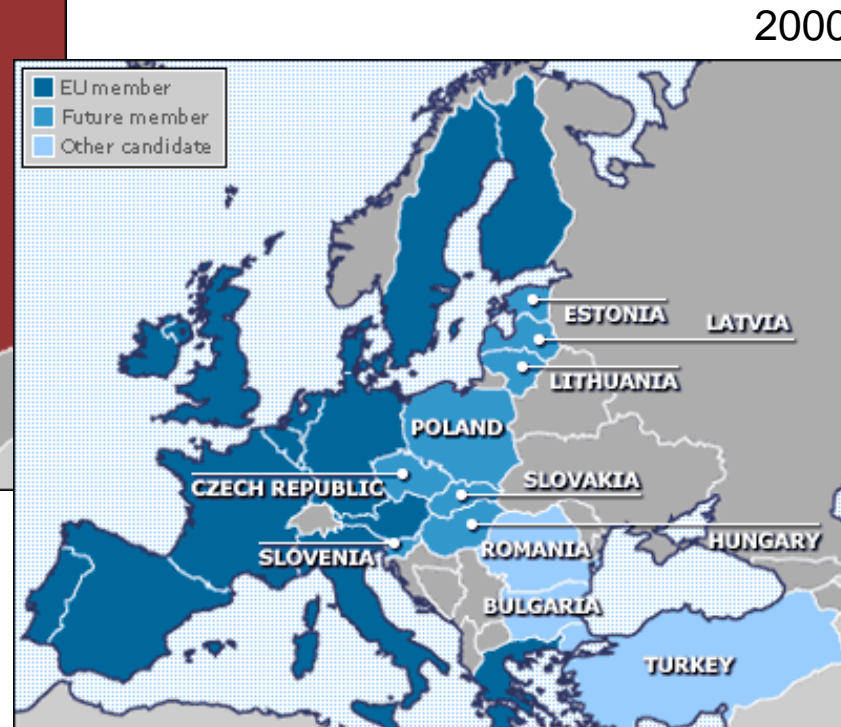 2000
EU member
Future member
Other candidate
ESTONIA
LATVIA
LITHUANIA
POLAND
SLOVAKIA
CZECH REPUBLIC
HUNGARY
ROMANIA
SLOVENIA
BULGARIA
TURKEY